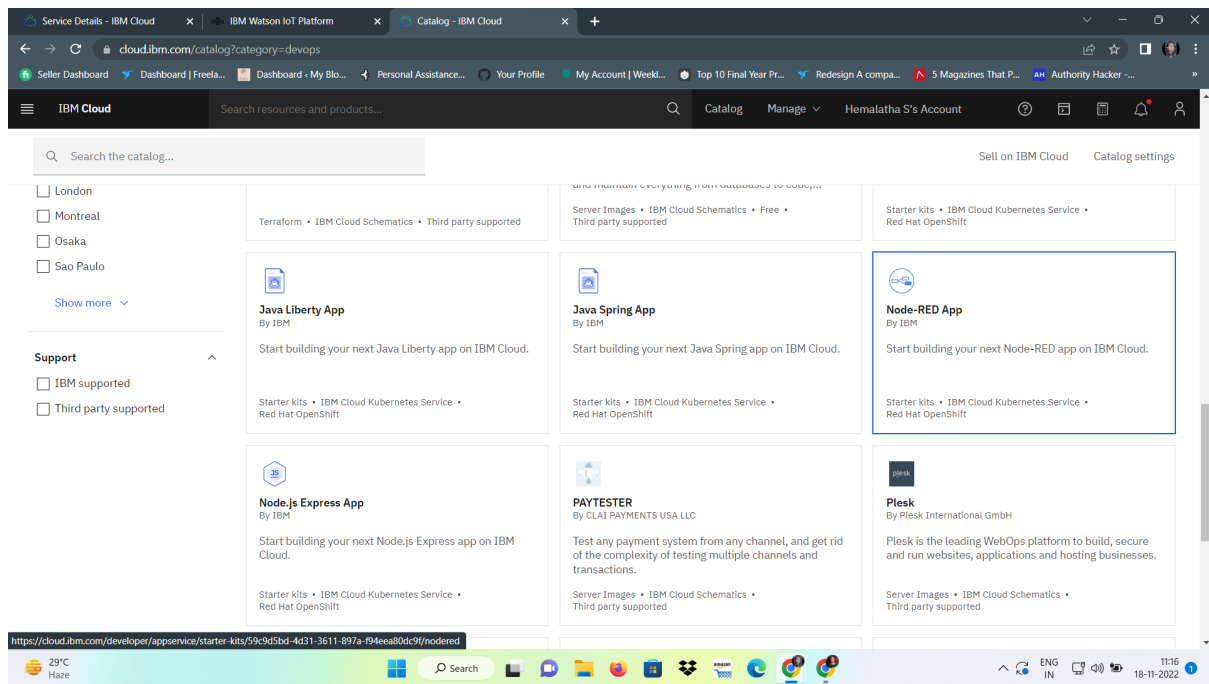 Service Details - IBM Cloud
IBM Watson IoT Platform
Catalog - IBM Cloud
cloud.ibm.com/catalog?category=devops
fi Seller Dashboard
Dashboard | Freela...
Dashboard ‹ My Blo...
Personal Assistance...
Your Profile
My Account | Weekl...
Top 10 Final Year Pr...
Redesign A compa...
5 Magazines That P...
AH Authority Hacker -...
»
IBM Cloud
Search resources and products...
Catalog
Manage
Hemalatha S's Account
Search the catalog...
Sell on IBM Cloud
Catalog settings
London
Montreal
Osaka
Sao Paulo
Show more
Support
IBM supported
Third party supported
Terraform • IBM Cloud Schematics • Third party supported
and maintain everything from databases to code,...
Server Images • IBM Cloud Schematics • Free •
Third party supported
Starter kits • IBM Cloud Kubernetes Service •
Red Hat OpenShift
Java Liberty App
By IBM
Start building your next Java Liberty app on IBM Cloud.
Starter kits • IBM Cloud Kubernetes Service •
Red Hat OpenShift
Java Spring App
By IBM
Start building your next Java Spring app on IBM Cloud.
Starter kits • IBM Cloud Kubernetes Service •
Red Hat OpenShift
Node-RED App
By IBM
Start building your next Node-RED app on IBM Cloud.
Starter kits • IBM Cloud Kubernetes Service •
Red Hat OpenShift
JS
Node.js Express App
By IBM
Start building your next Node.js Express app on IBM
Cloud.
Starter kits • IBM Cloud Kubernetes Service •
Red Hat OpenShift
PAYTESTER
By CLAI PAYMENTS USA LLC
Test any payment system from any channel, and get rid
of the complexity of testing multiple channels and
transactions.
Server Images • IBM Cloud Schematics •
Third party supported
plesk
Plesk
By Plesk International GmbH
Plesk is the leading WebOps platform to build, secure
and run websites, applications and hosting businesses.
Server Images • IBM Cloud Schematics •
Third party supported
https://cloud.ibm.com/developer/appservice/starter-kits/59c9d5bd-4d31-3611-897a-f94eea80dc9f/nodered
29°C
Haze
Search
amazon
ENG
IN
11:16
18-11-2022
1